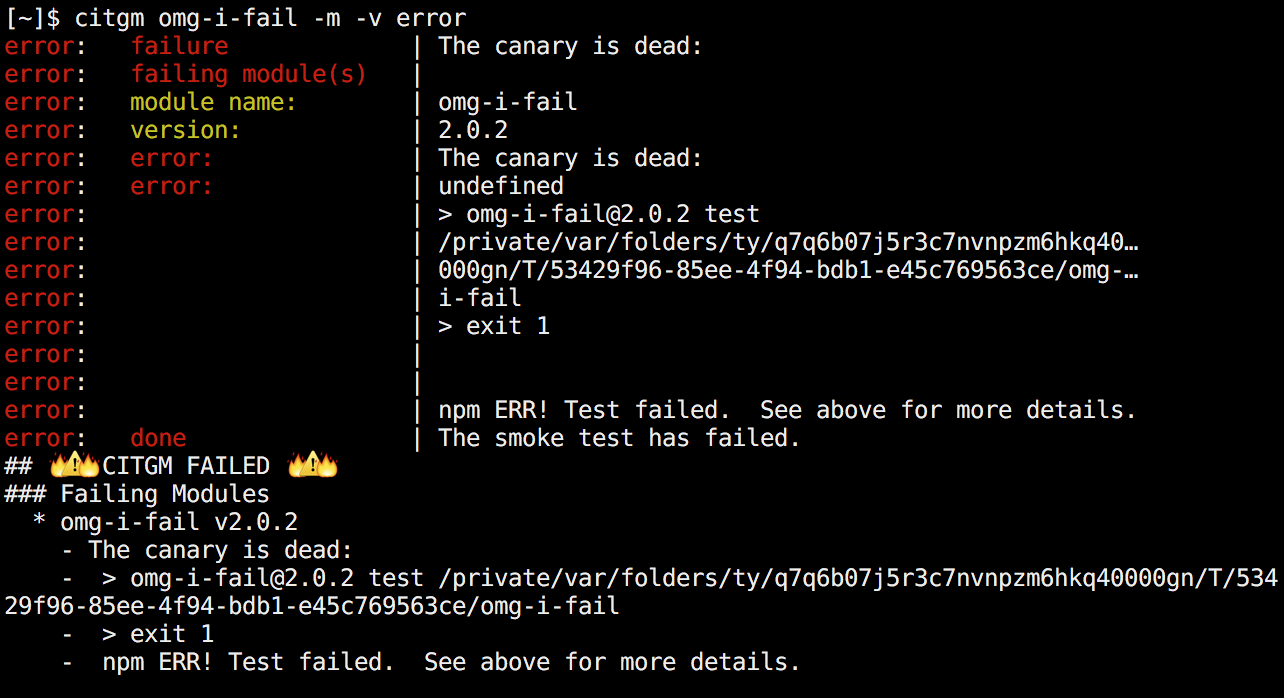 [~]$ citgm omg-i-fail -m -v error
error:   failure             | The canary is dead:
error:   failing module(s)   |
error:   module name:        | omg-i-fail
error:   version:            | 2.0.2
error:   error:              | The canary is dead:
error:   error:              | undefined
error:                       | > omg-i-fail@2.0.2 test
error:                       | /private/var/folders/ty/q7q6b07j5r3c7nvnpzm6hkq40…
error:                       | 000gn/T/53429f96-85ee-4f94-bdb1-e45c769563ce/omg-…
error:                       | i-fail
error:                       | > exit 1
error:                       |
error:                       |
error:                       | npm ERR! Test failed.  See above for more details.
error:   done                | The smoke test has failed.
## 🔥⚠️🔥CITGM FAILED 🔥⚠️🔥
### Failing Modules
  * omg-i-fail v2.0.2
    - The canary is dead:
    -  > omg-i-fail@2.0.2 test /private/var/folders/ty/q7q6b07j5r3c7nvnpzm6hkq40000gn/T/534
29f96-85ee-4f94-bdb1-e45c769563ce/omg-i-fail
    -  > exit 1
    -  npm ERR! Test failed.  See above for more details.